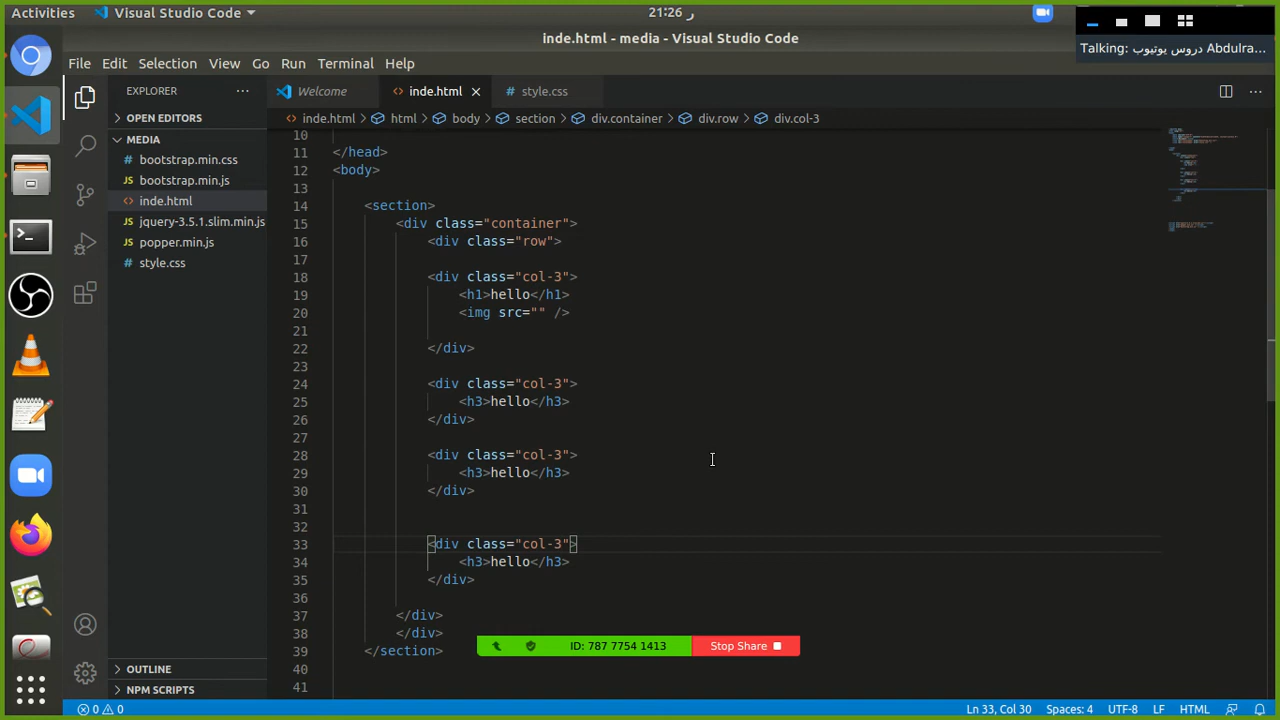 Activities
Visual Studio Code
21:26 ر
Talking: دروس يوتيوب Abdulra...
inde.html - media - Visual Studio Code
File Edit Selection View Go Run Terminal Help
EXPLORER
OPEN EDITORS
MEDIA
bootstrap.min.css
bootstrap.min.js
inde.html
jquery-3.5.1.slim.min.js
popper.min.js
style.css
OUTLINE
NPM SCRIPTS
Welcome
inde.html
style.css
inde.html > html > body > section > div.container > div.row > div.col-3
10
11 </head>
12 <body>
13
14 <section>
15 <div class="container">
16 <div class="row">
17
18 <div class="col-3">
19 <h1>hello</h1>
20 <img src="" />
21
22 </div>
23
24 <div class="col-3">
25 <h3>hello</h3>
26 </div>
27
28 <div class="col-3">
29 <h3>hello</h3>
30 </div>
31
32
33 <div class="col-3">
34 <h3>hello</h3>
35 </div>
36
37 </div>
38 </div>
39 </section>
40
41
ID: 787 7754 1413
Stop Share
0 0
Ln 33, Col 30 Spaces: 4 UTF-8 LF HTML